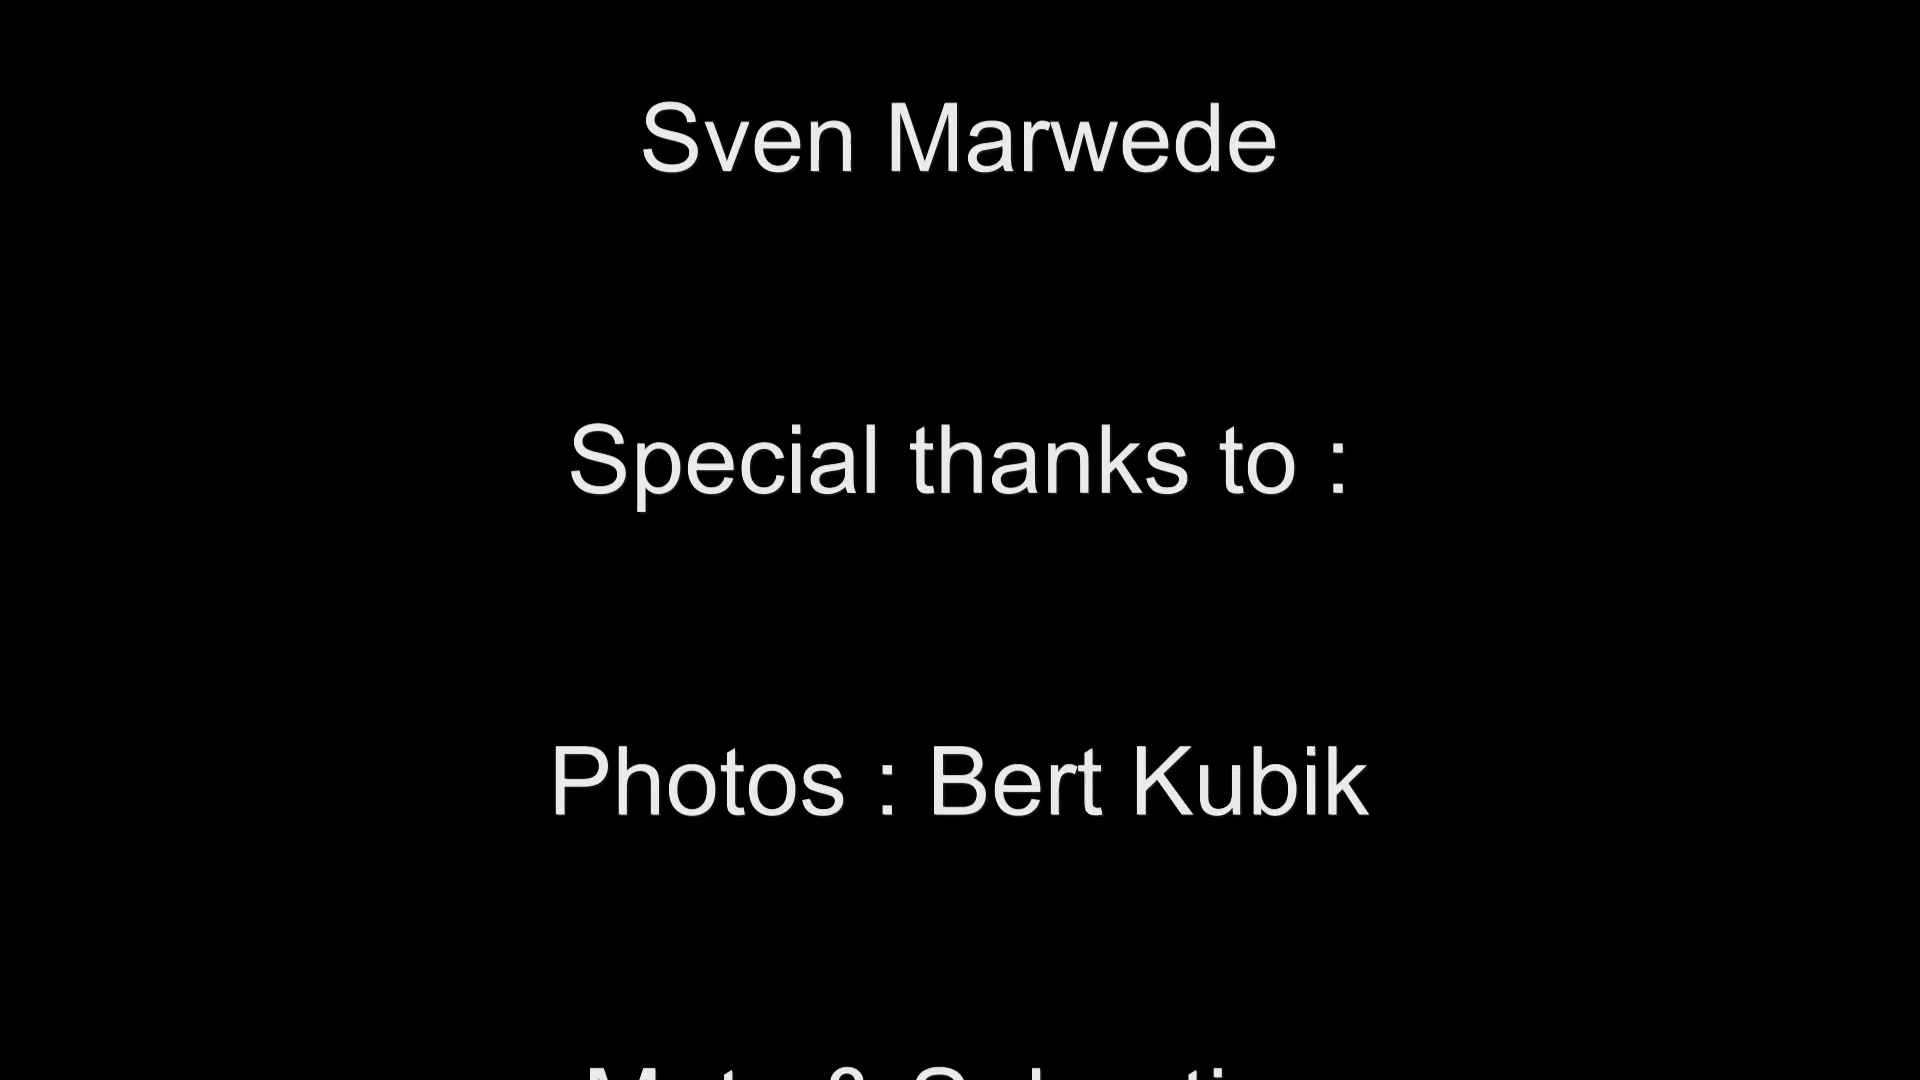 Sven Marwede
Special thanks to :
Photos : Bert Kubik
&